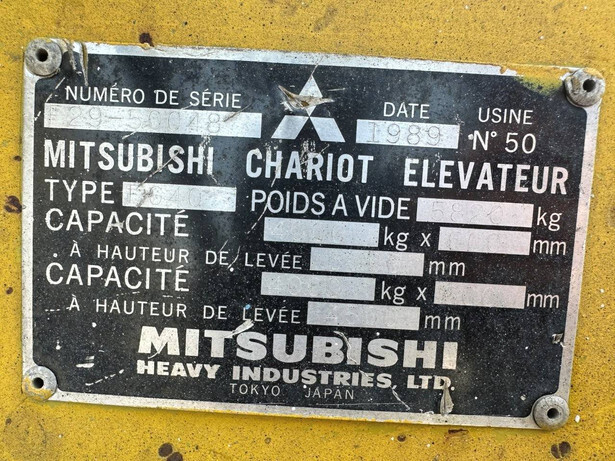 NUMÉRO DE SÉRIE DATE USINE
1989 N° 50
MITSUBISHI CHARIOT ELEVATEUR
TYPE POIDS A VIDE kg
CAPACITÉ kg x mm
À HAUTEUR DE LEVÉE mm
CAPACITÉ kg x mm
À HAUTEUR DE LEVÉE mm
MITSUBISHI
HEAVY INDUSTRIES, LTD.
TOKYO JAPAN